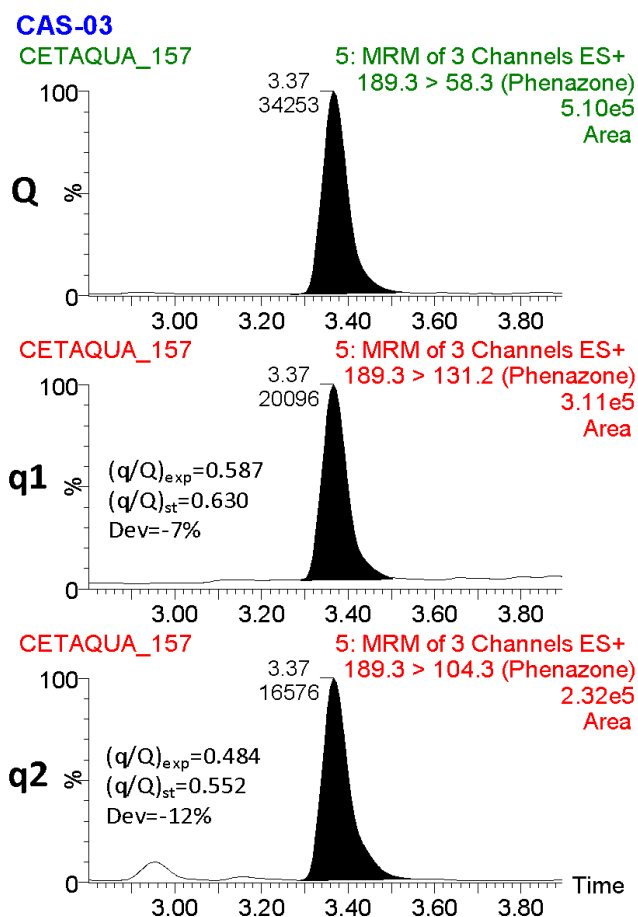 CAS-03
CETAQUA_157 5: MRM of 3 Channels ES+
3.37 189.3 > 58.3 (Phenazone)
34253 5.10e5
Area
100
Q
%
0
3.00 3.20 3.40 3.60 3.80
CETAQUA_157 5: MRM of 3 Channels ES+
3.37 189.3 > 131.2 (Phenazone)
20096 3.11e5
Area
100
q1
%
(q/Q)exp=0.587
(q/Q)st=0.630
Dev=-7%
0
3.00 3.20 3.40 3.60 3.80
CETAQUA_157 5: MRM of 3 Channels ES+
3.37 189.3 > 104.3 (Phenazone)
16576 2.32e5
Area
100
q2
%
(q/Q)exp=0.484
(q/Q)st=0.552
Dev=-12%
0 Time
3.00 3.20 3.40 3.60 3.80